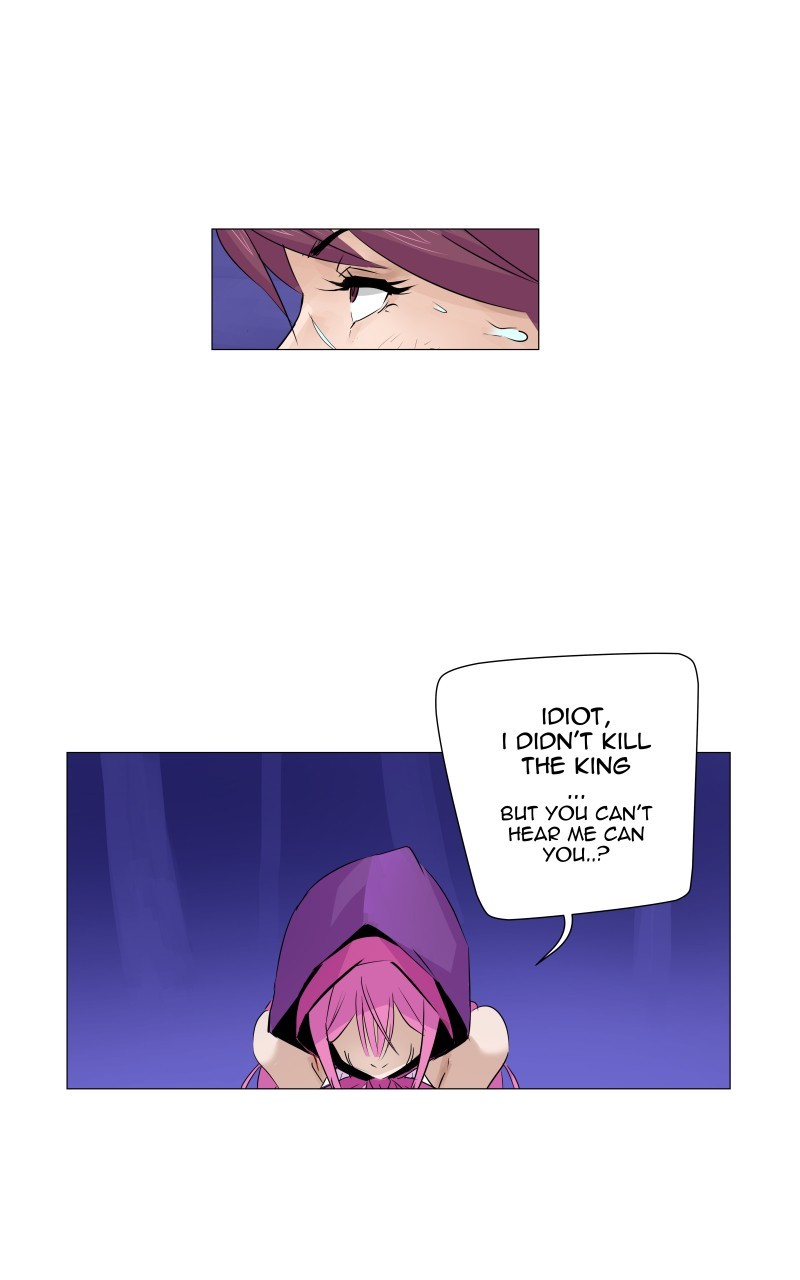 IDIOT,
I DIDN'T KILL
THE KING
...
BUT YOU CAN'T
HEAR ME CAN
YOU..?